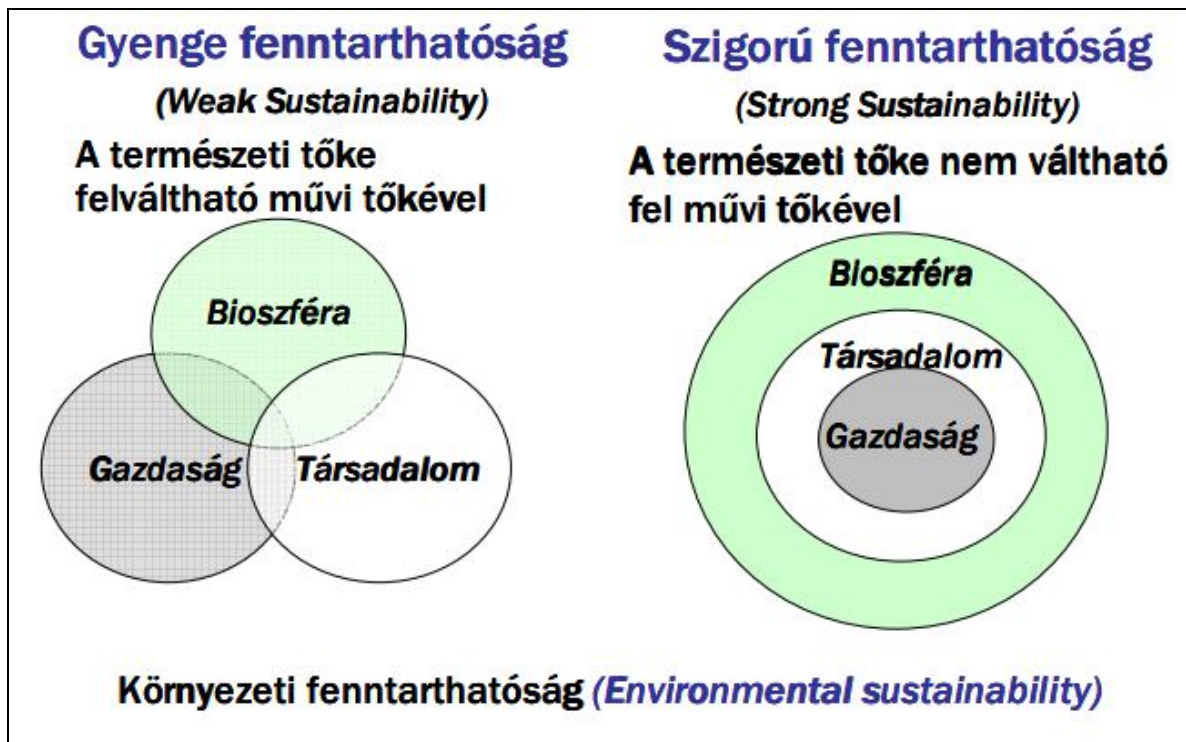 Gyenge fenntarthatóság
(Weak Sustainability)
A természeti tőke
felváltható művi tőkével
Bioszféra
Gazdaság
Társadalom
Szigorú fenntarthatóság
(Strong Sustainability)
A természeti tőke nem váltható
fel művi tőkével
Bioszféra
Társadalom
Gazdaság
Környezeti fenntarthatóság (Environmental sustainability)